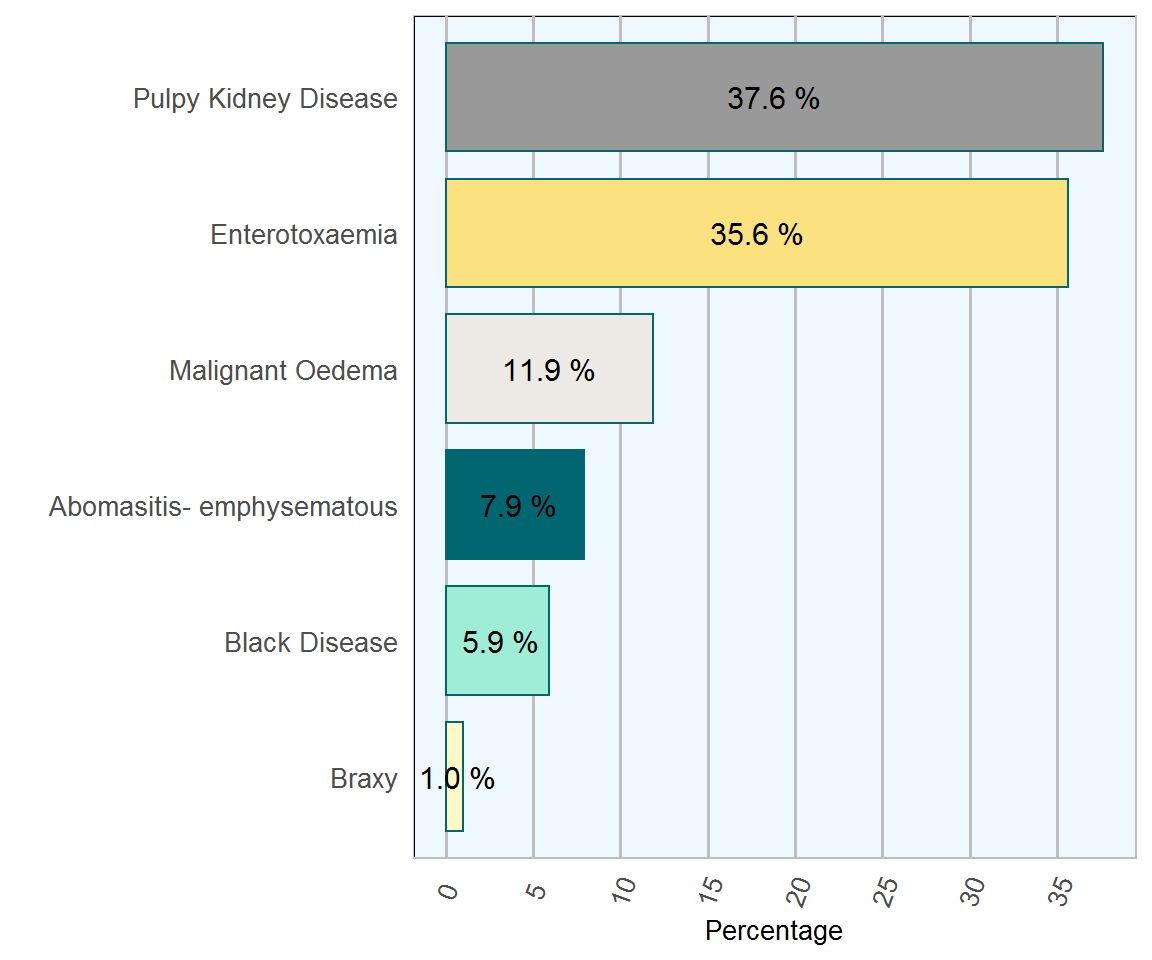 Pulpy Kidney Disease
37.6 %
Enterotoxaemia
35.6 %
Malignant Oedema
11.9 %
Abomasitis- emphysematous
7.9 %
Black Disease
5.9 %
Braxy
1.0 %
0 5 10 15 20 25 30 35
Percentage